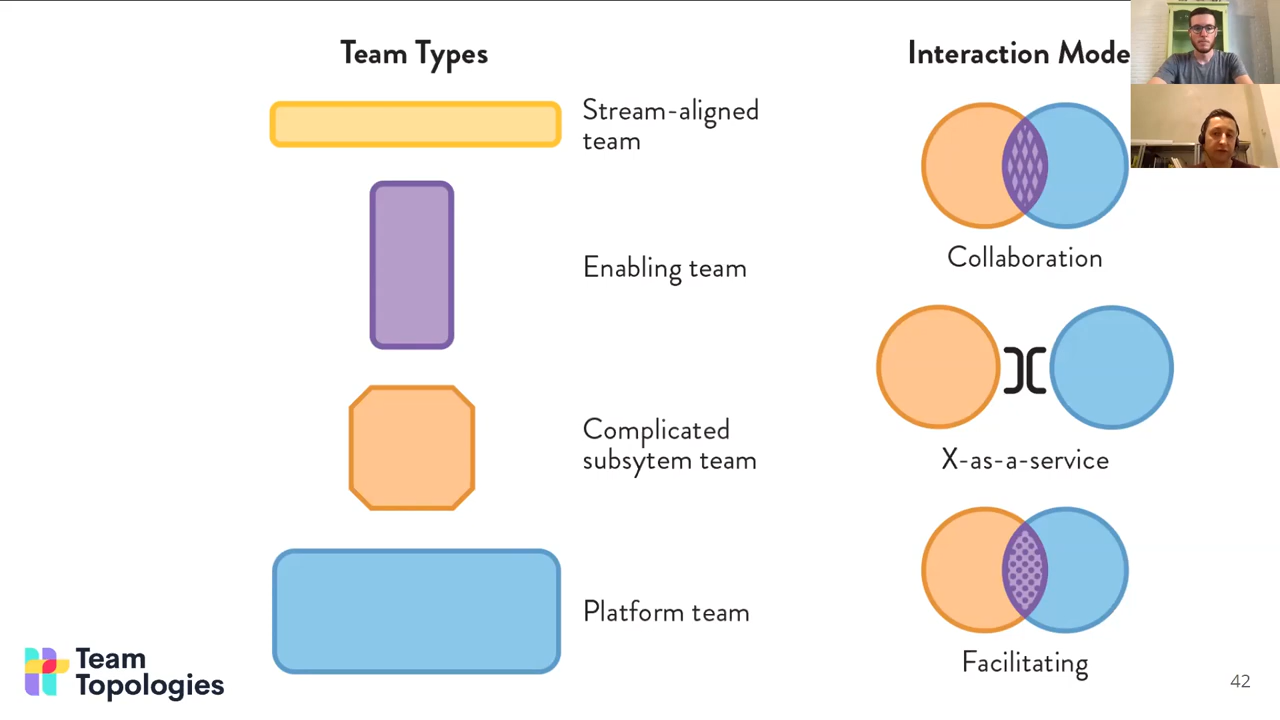 Team Types
Stream-aligned
team
Enabling team
Complicated
subsytem team
Platform team
Interaction Mode
Collaboration
X-as-a-service
Facilitating
Team
Topologies
42